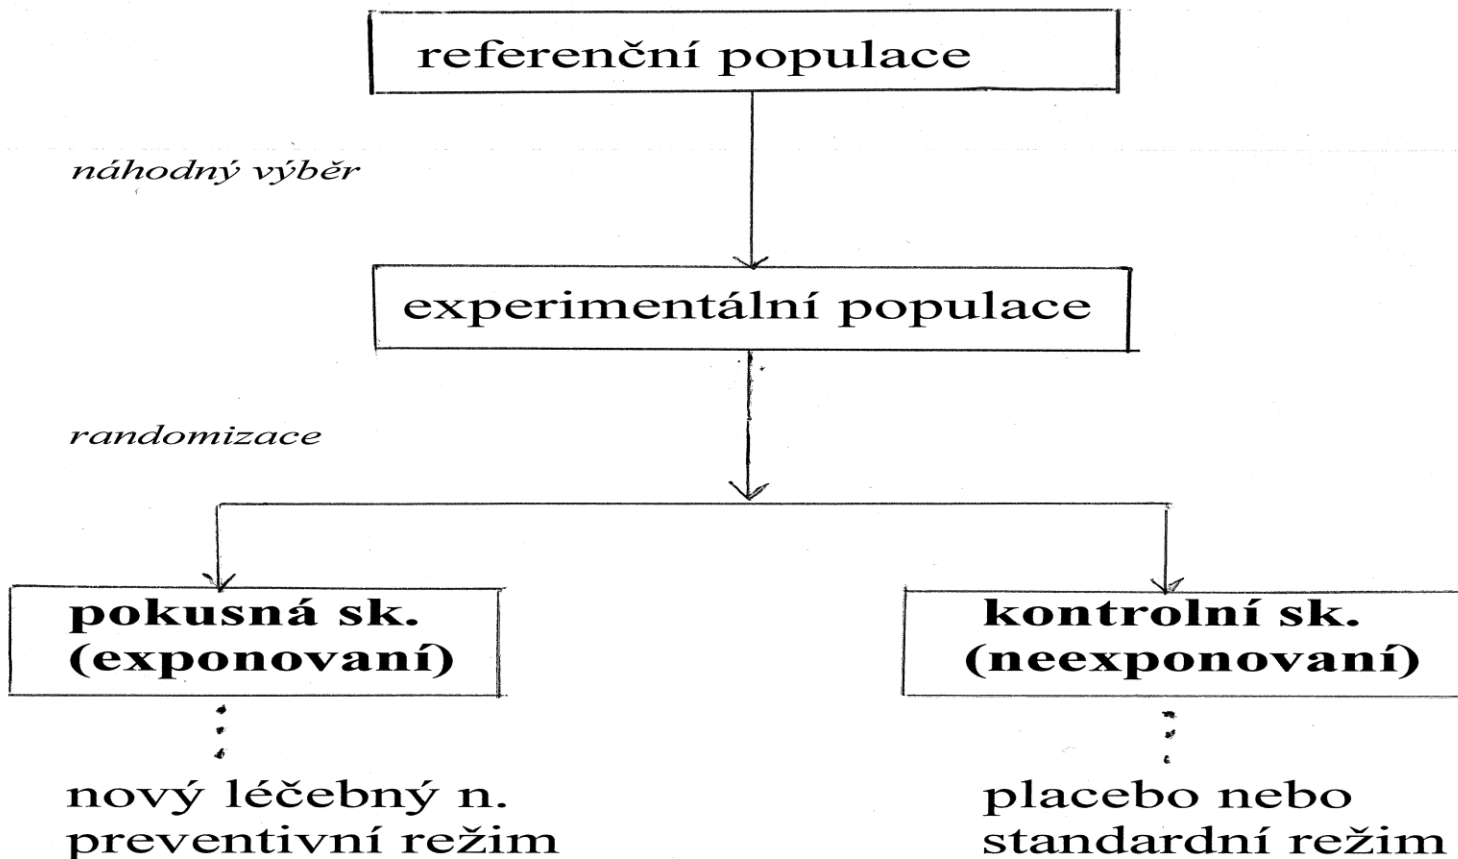 referenční populace
náhodný výběr
experimentální populace
randomizace
pokusná sk.
(exponovaní)
kontrolní sk.
(neexponovaní)
nový léčebný n.
preventivní režim
placebo nebo
standardní režim